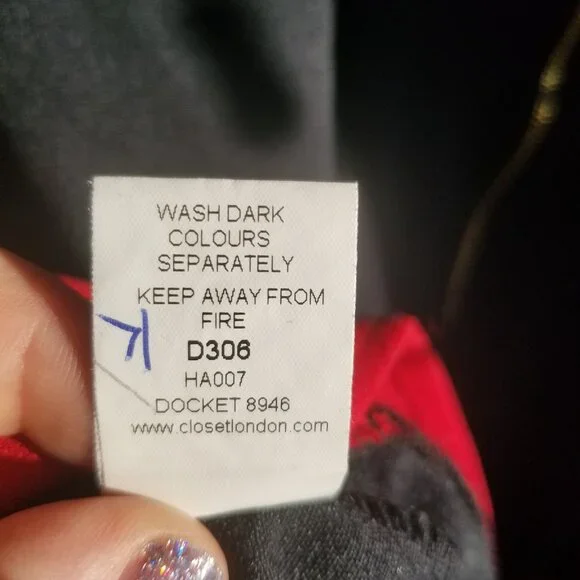 WASH DARK
COLOURS
SEPARATELY
KEEP AWAY FROM
FIRE
D306
HA007
DOCKET 8946
www.closetlondon.com